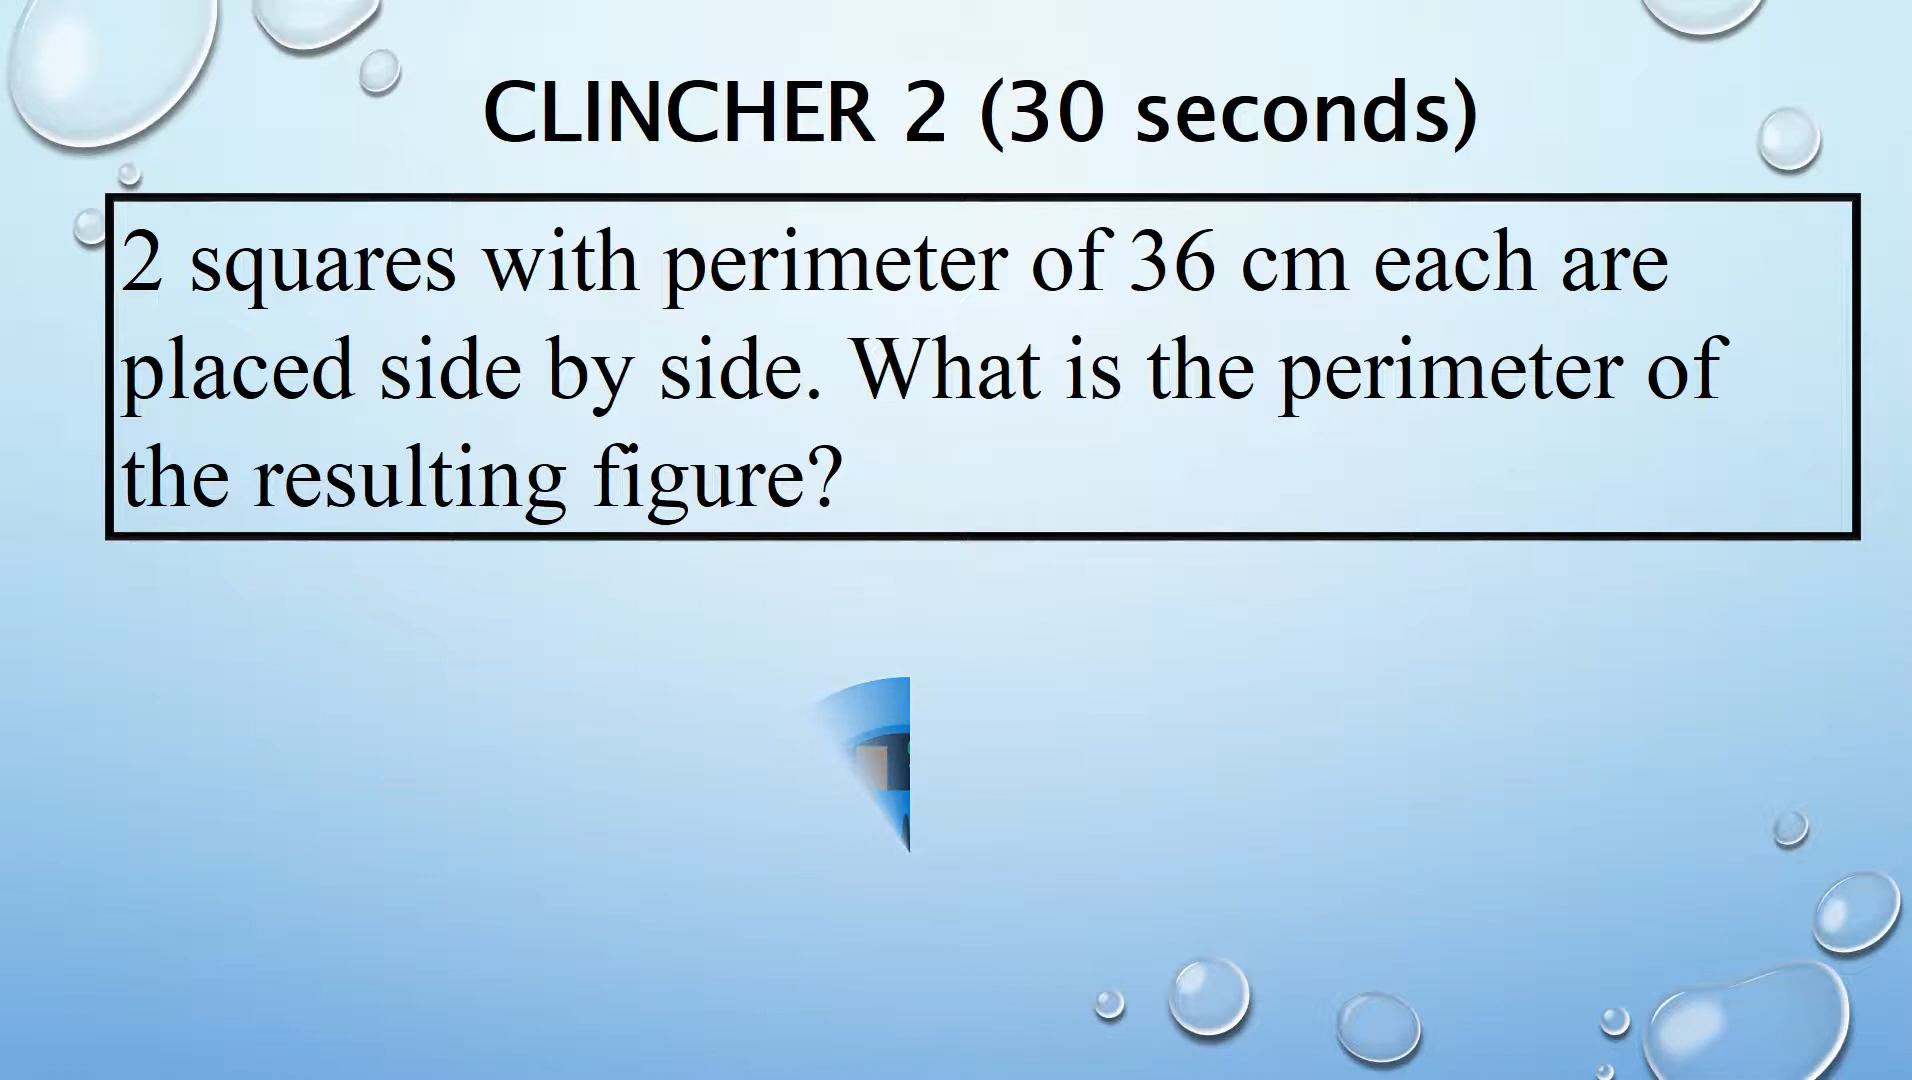 CLINCHER 2 (30 seconds)
2 squares with perimeter of 36 cm each are
placed side by side. What is the perimeter of
the resulting figure?